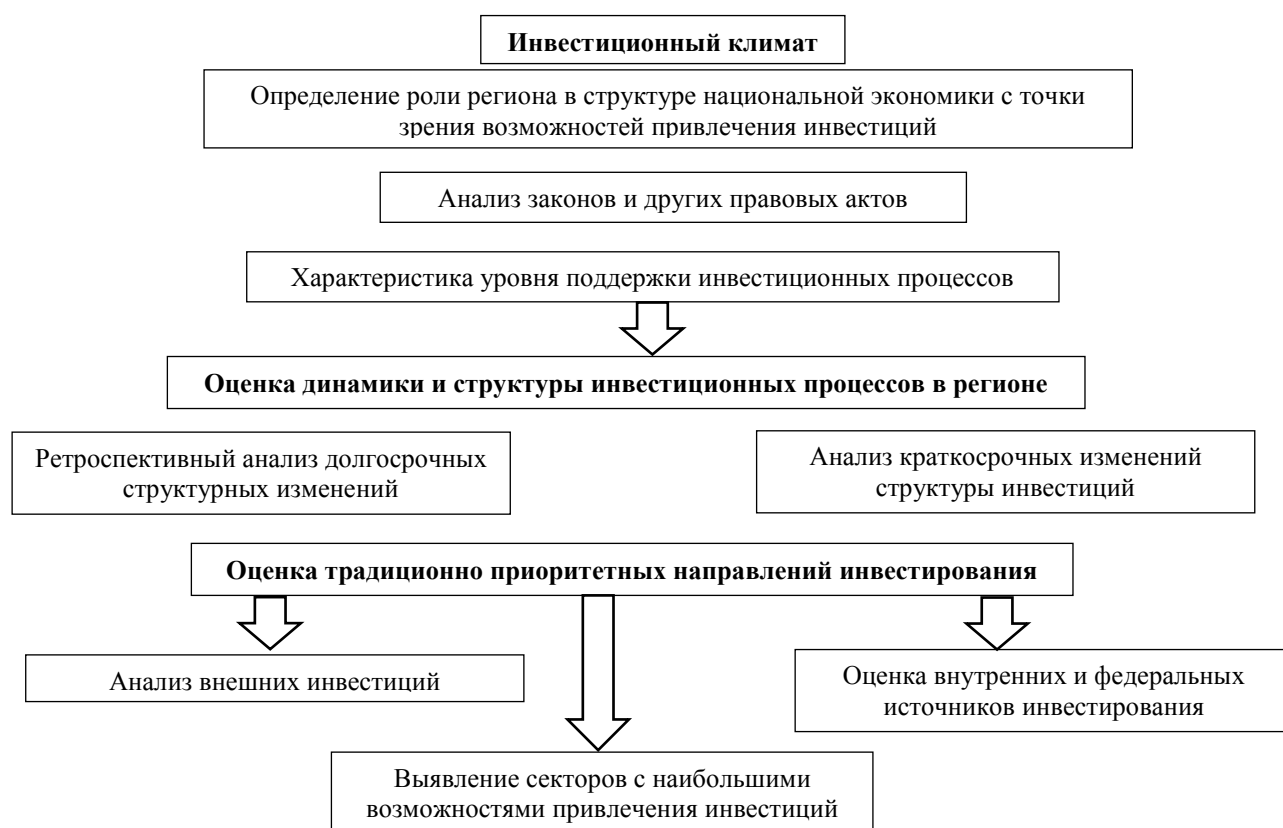 Инвестиционный климат
Определение роли региона в структуре национальной экономики с точки
зрения возможностей привлечения инвестиций
Анализ законов и других правовых актов
Характеристика уровня поддержки инвестиционных процессов
Оценка динамики и структуры инвестиционных процессов в регионе
Ретроспективный анализ долгосрочных
структурных изменений
Анализ краткосрочных изменений
структуры инвестиций
Оценка традиционно приоритетных направлений инвестирования
Анализ внешних инвестиций
Оценка внутренних и федеральных
источников инвестирования
Выявление секторов с наибольшими
возможностями привлечения инвестиций